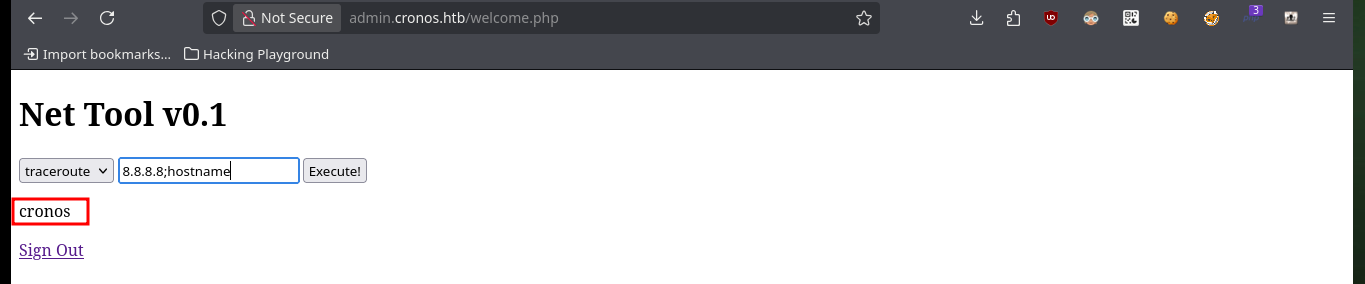 Not Secure admin.cronos.htb/welcome.php 3
Import bookmarks... Hacking Playground
Net Tool v0.1
traceroute 8.8.8.8;hostname Execute!
cronos
Sign Out